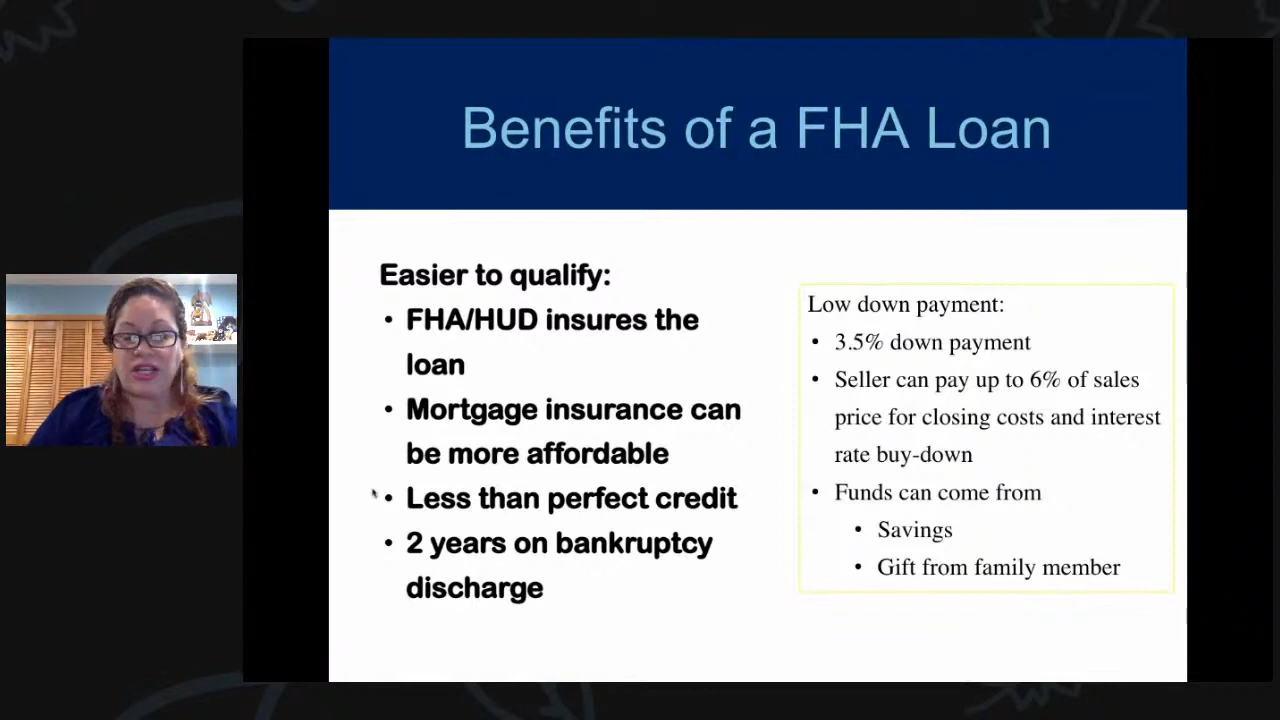 Benefits of a FHA Loan
Easier to qualify:
• FHA/HUD insures the
loan
• Mortgage insurance can
be more affordable
• Less than perfect credit
• 2 years on bankruptcy
discharge
Low down payment:
• 3.5% down payment
• Seller can pay up to 6% of sales
price for closing costs and interest
rate buy-down
• Funds can come from
• Savings
• Gift from family member